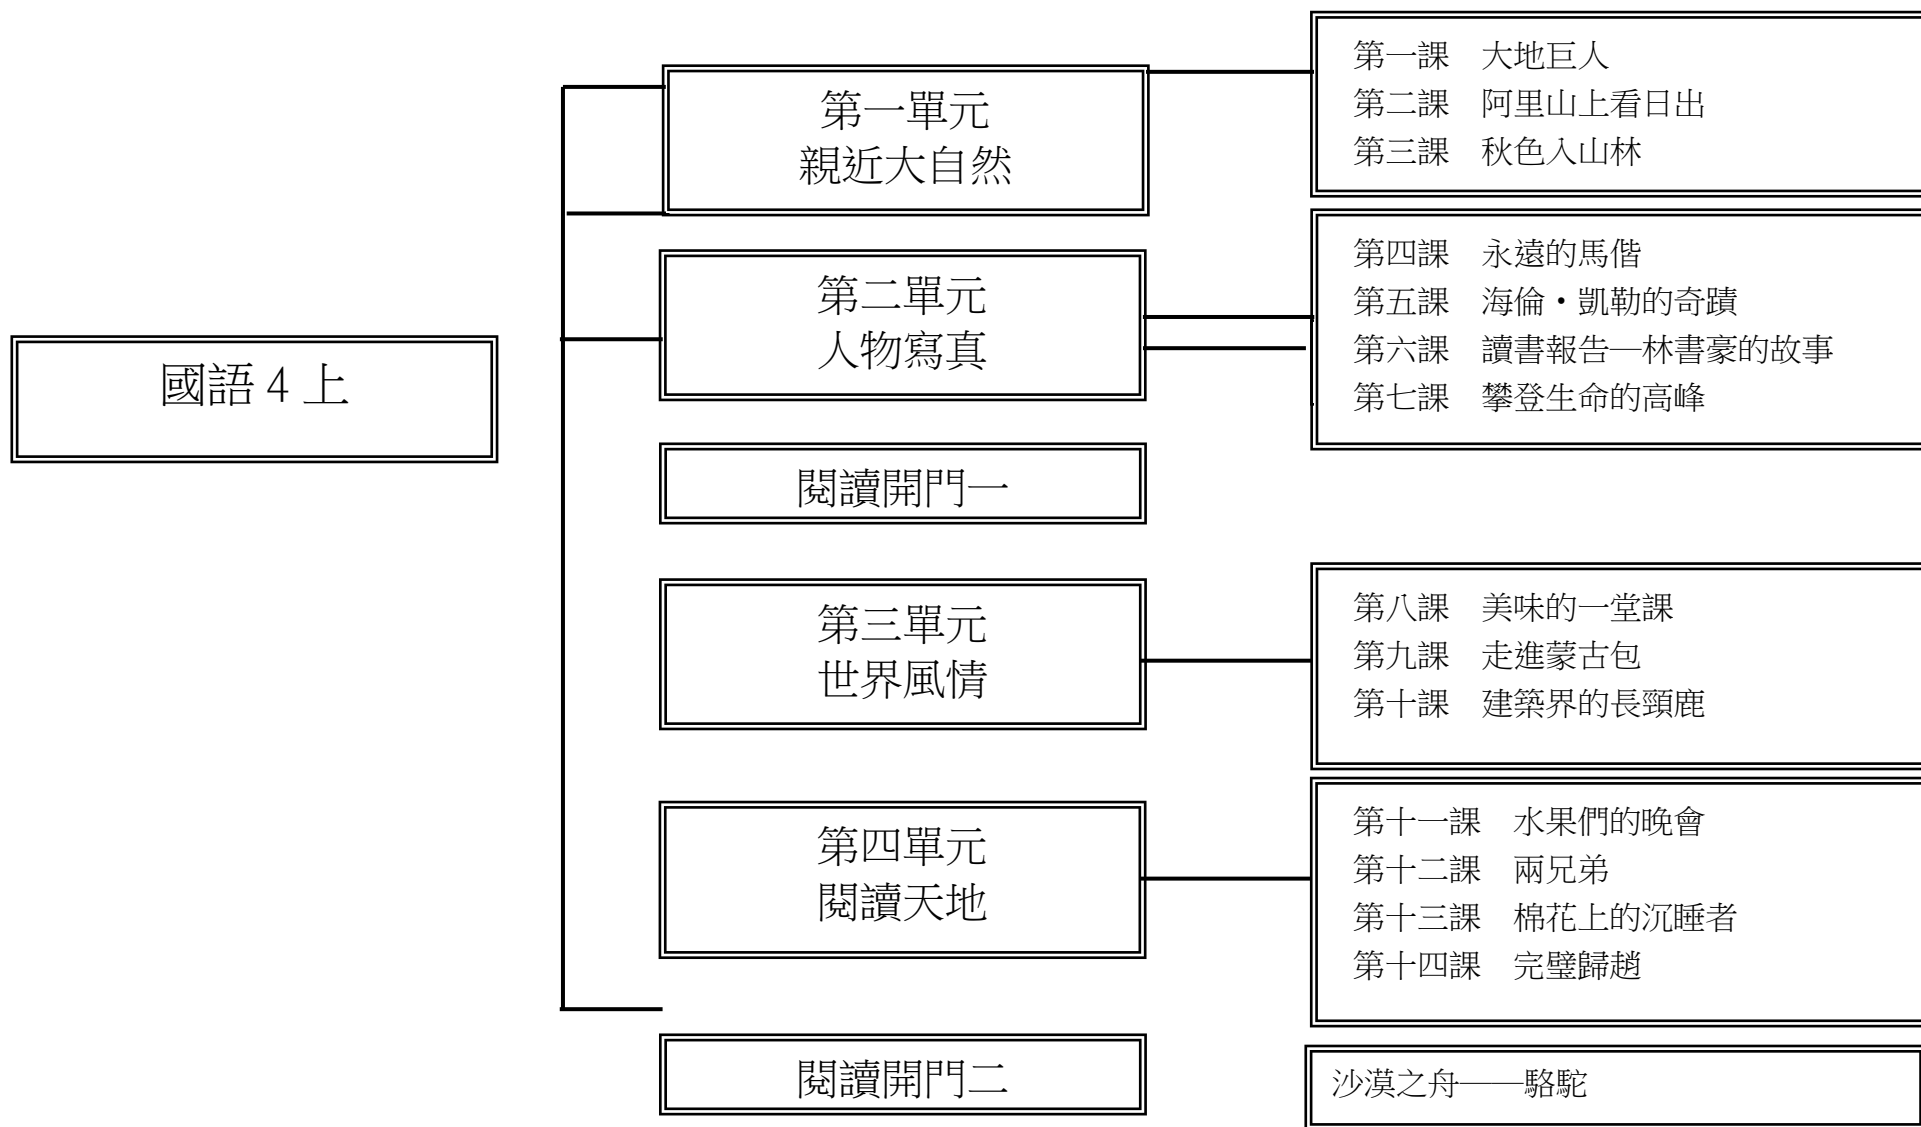 國語 4 上
第一單元
親近大自然
第一課　大地巨人
第二課　阿里山上看日出
第三課　秋色入山林
第二單元
人物寫真
第四課　永遠的馬偕
第五課　海倫‧凱勒的奇蹟
第六課　讀書報告─林書豪的故事
第七課　攀登生命的高峰
閱讀開門一
第三單元
世界風情
第八課　美味的一堂課
第九課　走進蒙古包
第十課　建築界的長頸鹿
第四單元
閱讀天地
第十一課　水果們的晚會
第十二課　兩兄弟
第十三課　棉花上的沉睡者
第十四課　完璧歸趙
閱讀開門二
沙漠之舟──駱駝